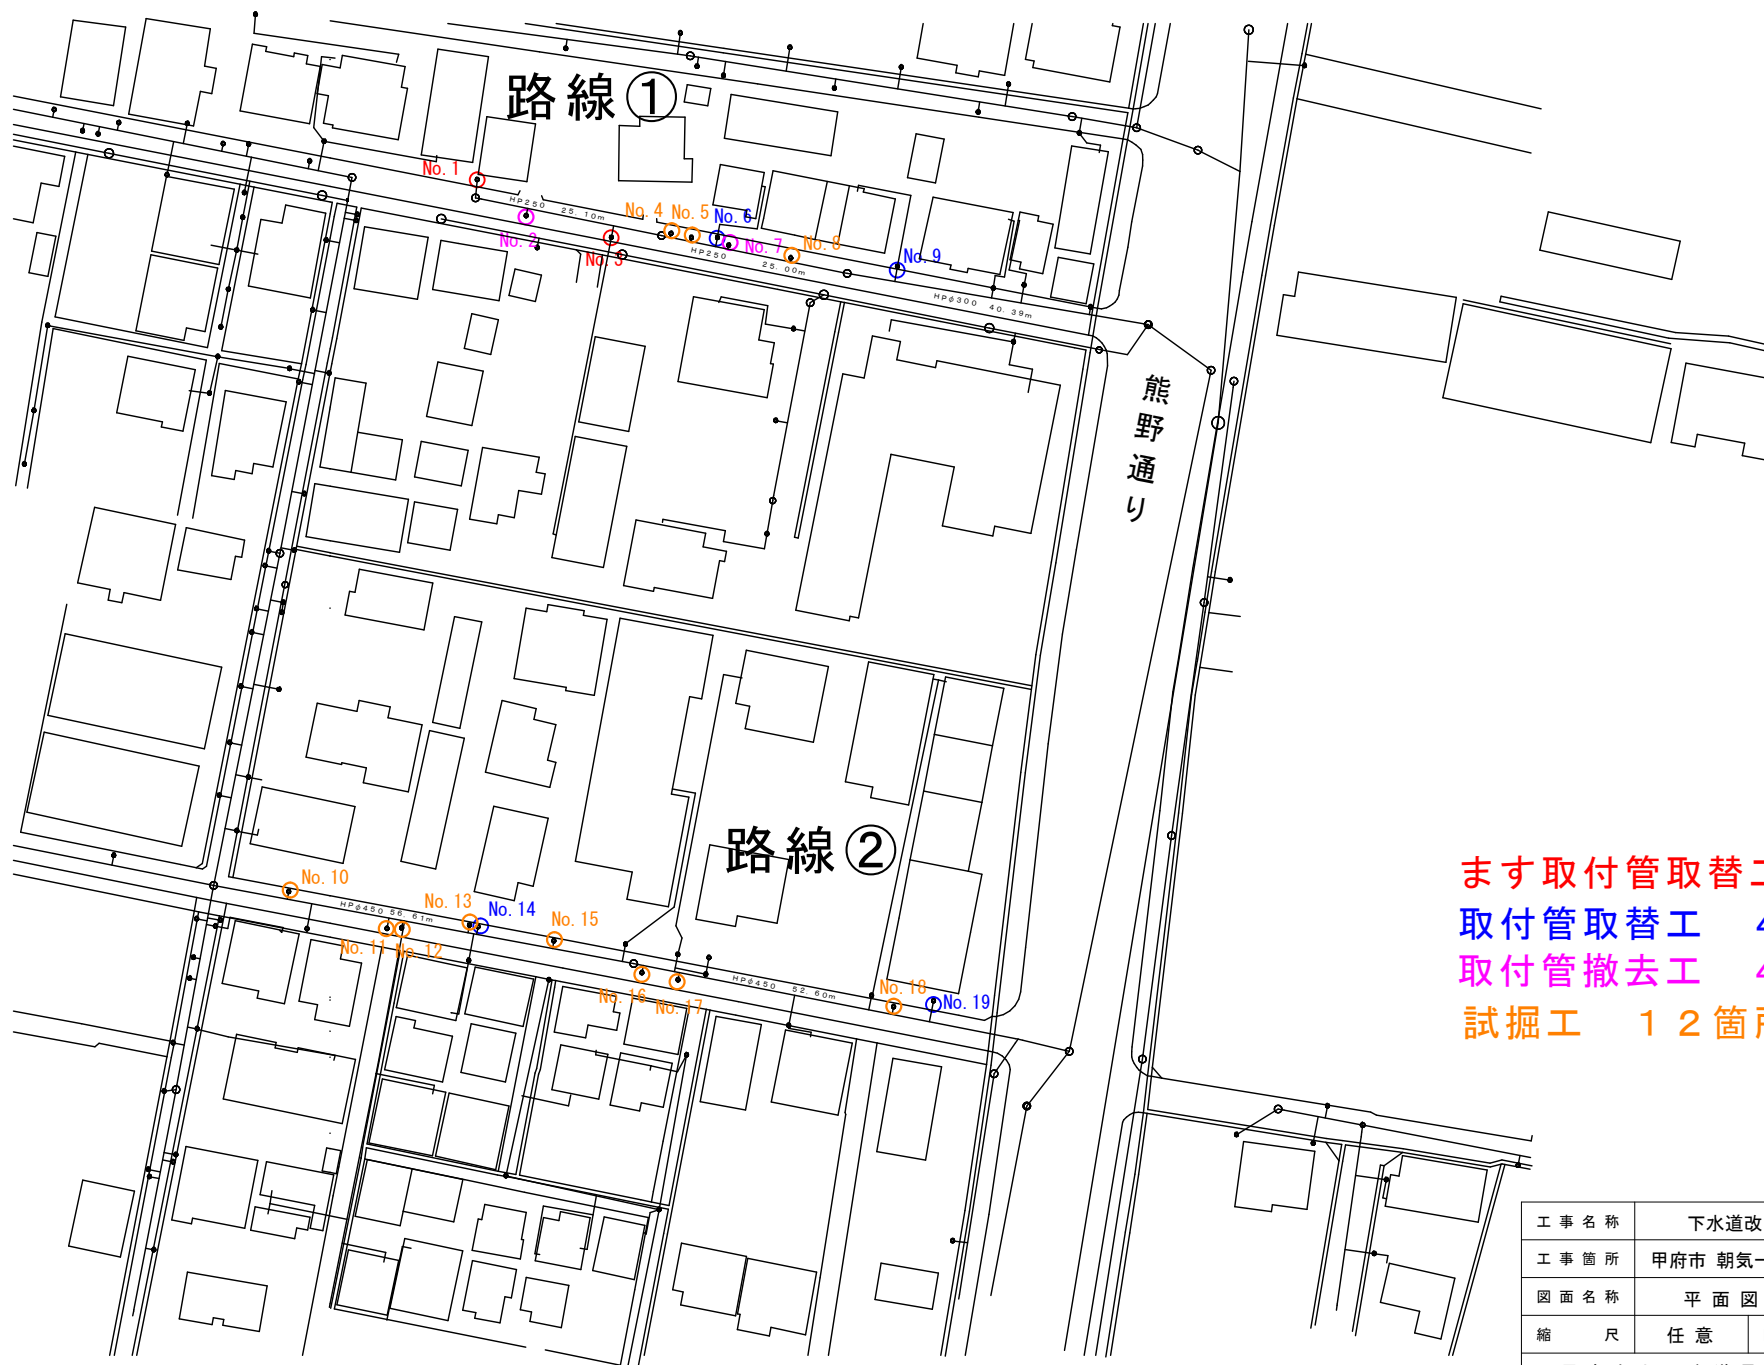 路線①
No. 1
HP250 25.10m
No. 2
No. 3
No. 4
No. 5
No. 6
No. 7
No. 8
HP250 25.00m
No. 9
HPφ300 40.39m
熊野通り
路線②
No. 10
HPφ450 56.61m
No. 11
No. 12
No. 13
No. 14
No. 15
No. 16
No. 17
HPφ450 52.60m
No. 18
No. 19
ます取付管取替工
取付管取替工 4
取付管撤去工 4
試掘工 12箇所
工事名称 下水道改
工事箇所 甲府市 朝気一
図面名称 平面図
縮尺 任意